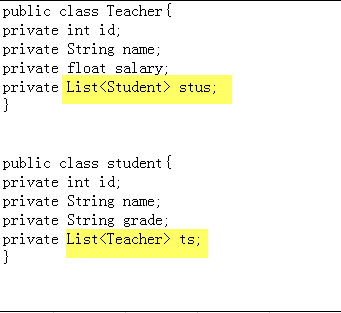 public class Teacher{
private int id;
private String name;
private float salary;
private List<Student> stus;
}
public class student{
private int id;
private String name;
private String grade;
private List<Teacher> ts;
}